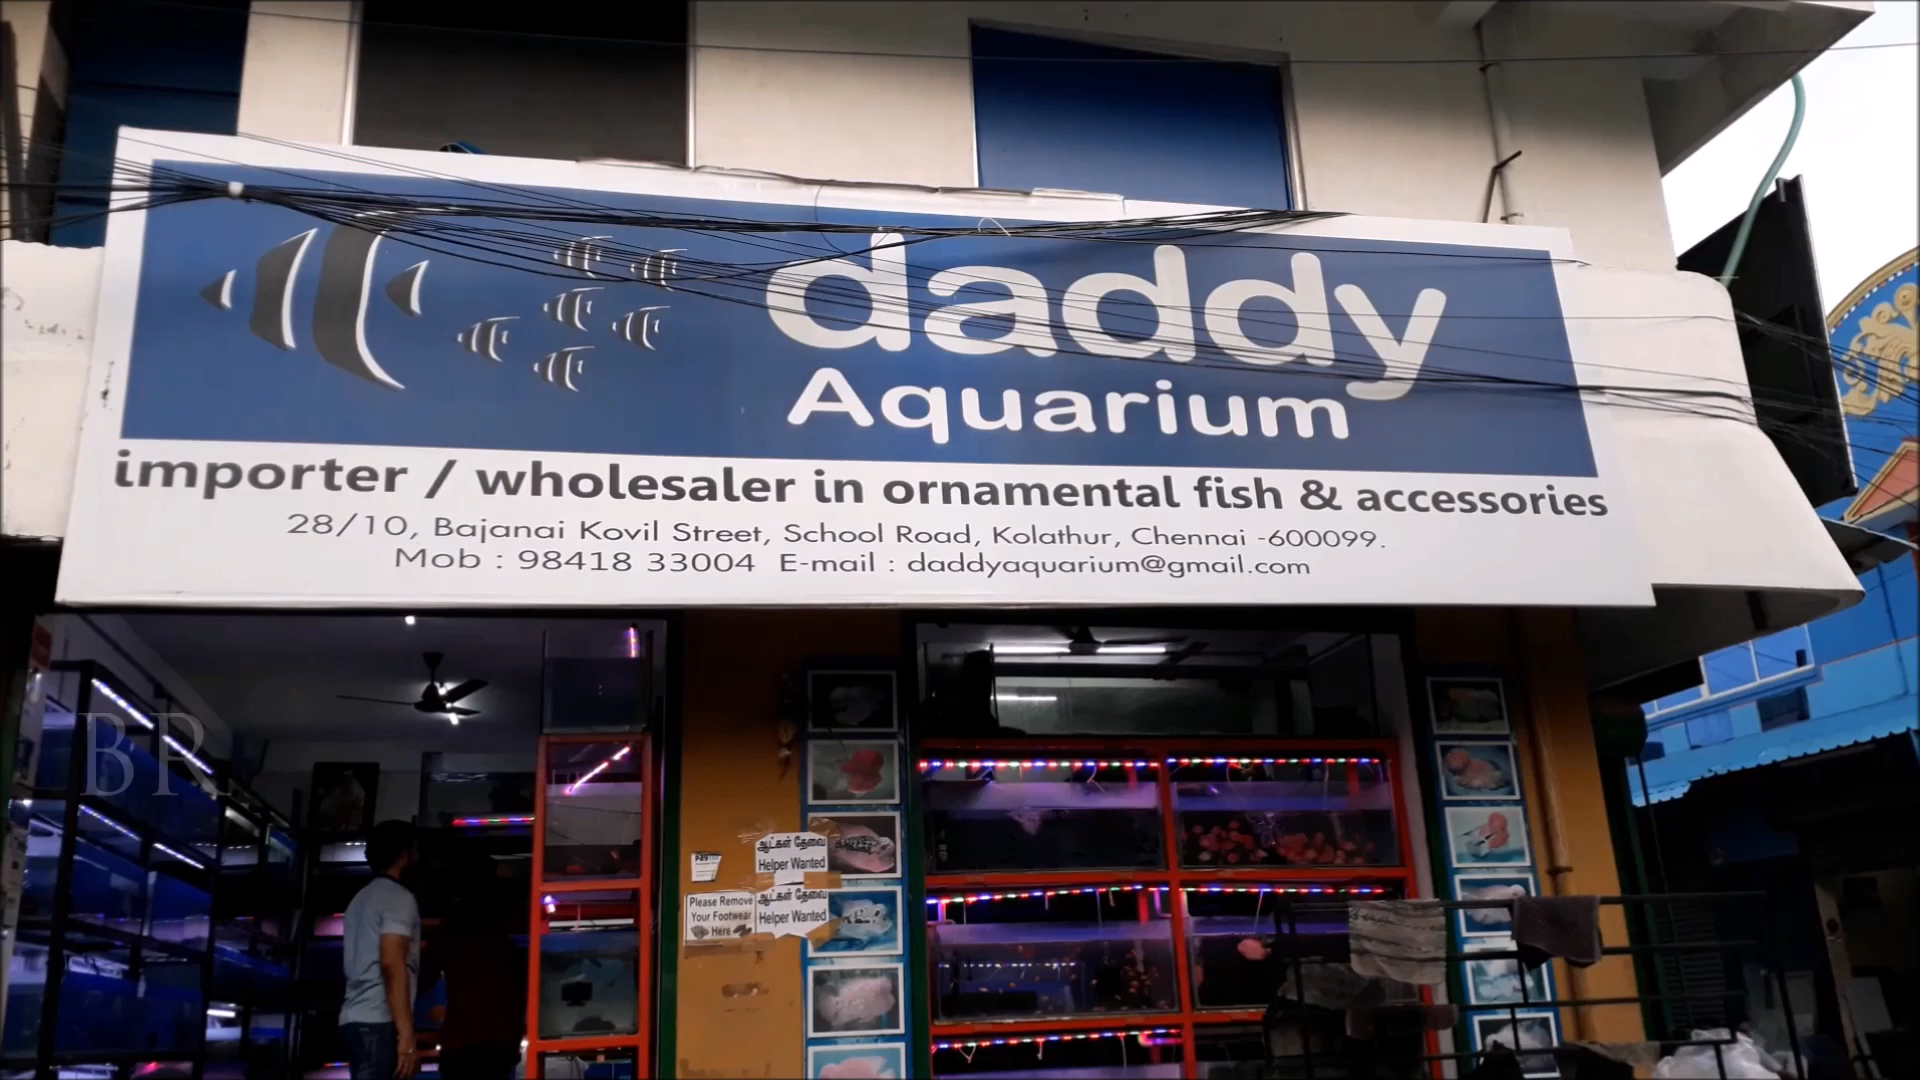 daddy
Aquarium
importer / wholesaler in ornamental fish & accessories
28/10, Bajanai Kovil Street, School Road, Kolathur, Chennai -600099.
Mob : 98418 33004 E-mail : daddyaquarium@gmail.com
BR
Paytm
ஆட்கள் தேவை
Helper Wanted
ஆட்கள் தேவை
Helper Wanted
Please Remove
Your Footwear
Here